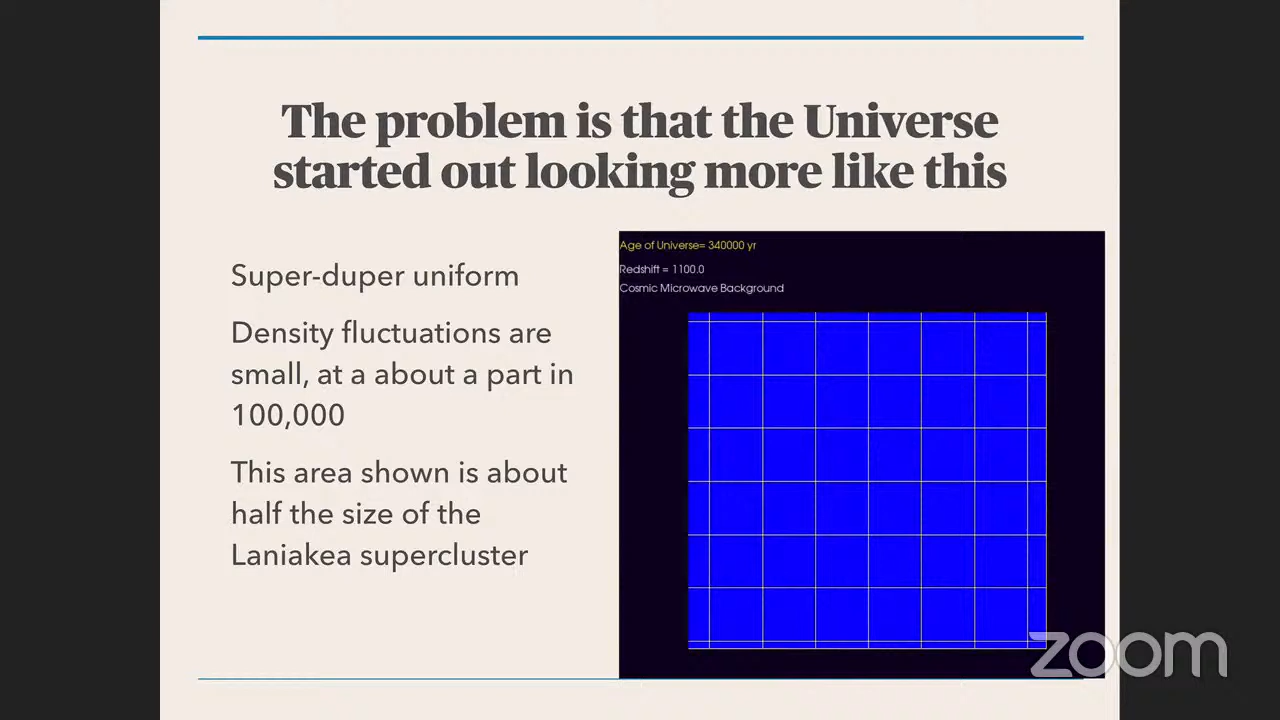 The problem is that the Universe
started out looking more like this
Super-duper uniform
Density fluctuations are
small, at a about a part in
100,000
This area shown is about
half the size of the
Laniakea supercluster
Age of Universe= 340000 yr
Redshift = 1100.0
Cosmic Microwave Background
zoom